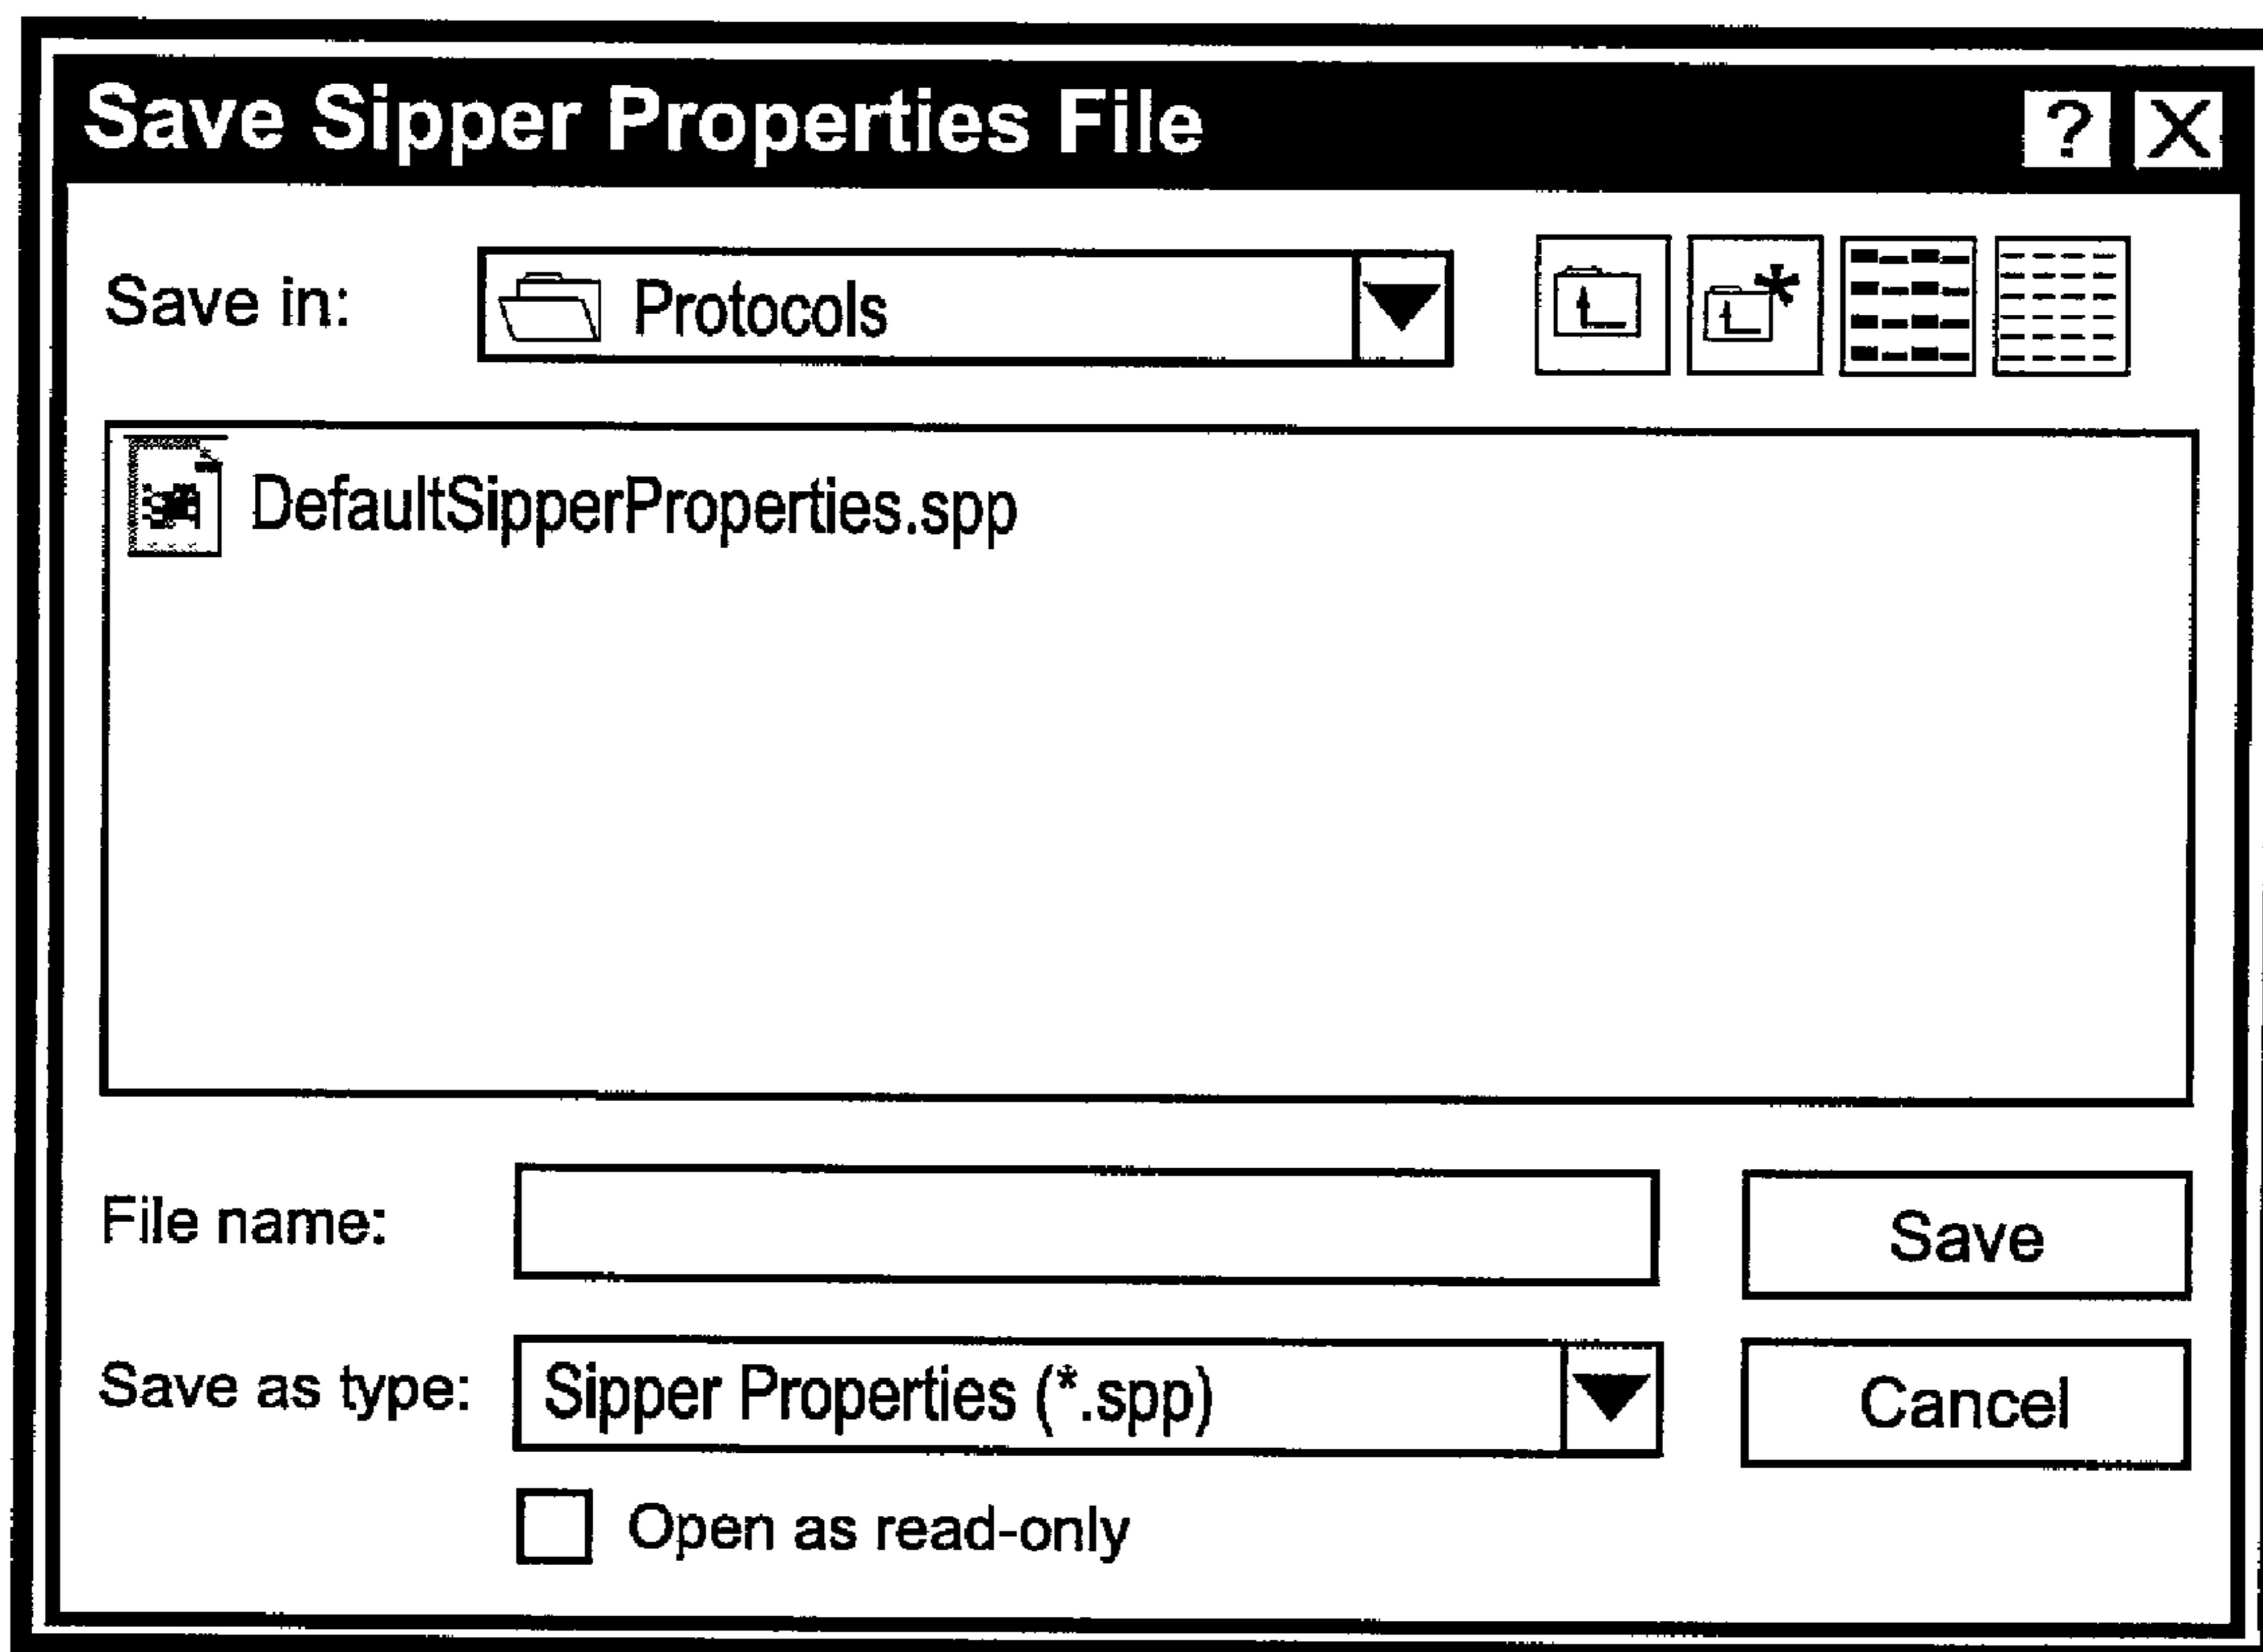 Save Sipper Properties File ? X
Save in: Protocols
DefaultSipperProperties.spp
File name: Save
Save as type: Sipper Properties (*.spp) Cancel
Open as read-only